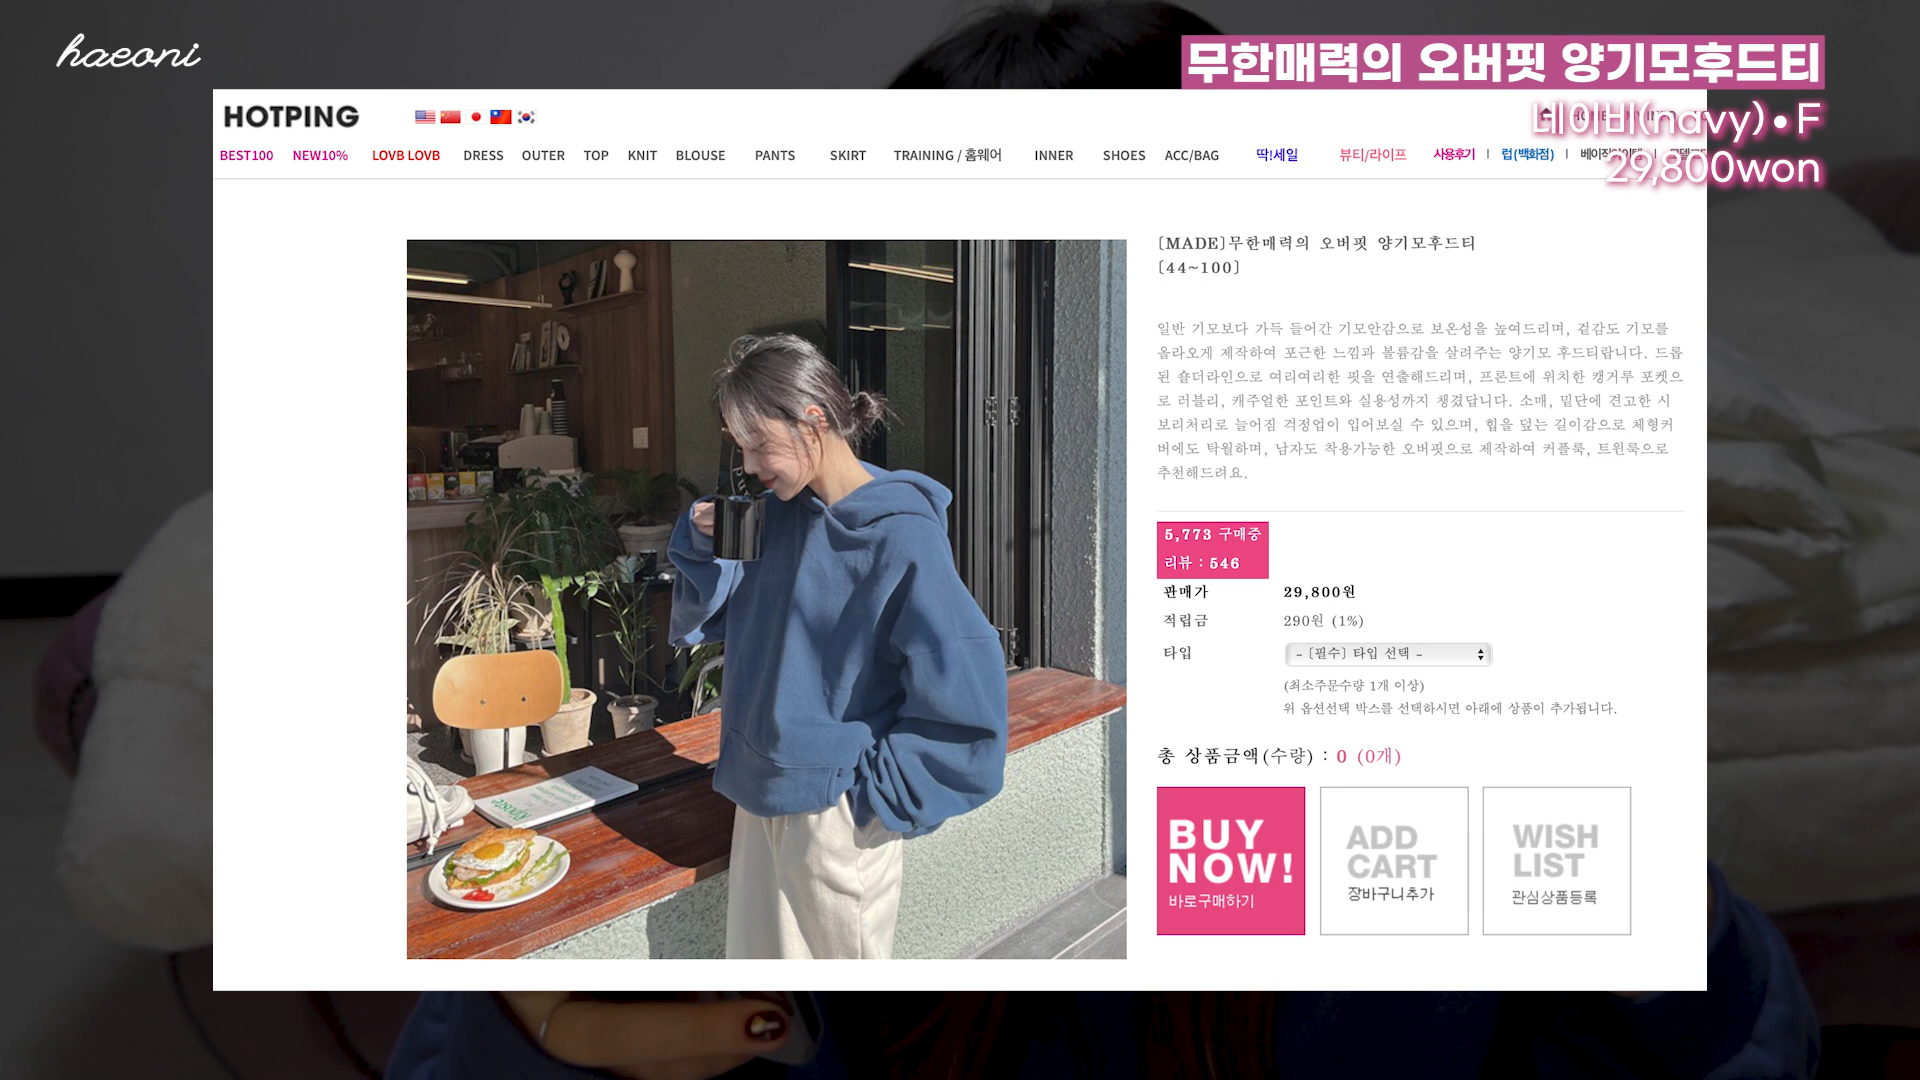 haeoni
무한매력의 오버핏 양기모후드티
네이비(navy)•F
29,800won
HOTPING
BEST100 NEW10% LOVB LOVB DRESS OUTER TOP KNIT BLOUSE PANTS SKIRT TRAINING / 홈웨어 INNER SHOES ACC/BAG 딱!세일 뷰티/라이프 사용후기 | 럽(백화점) |
[MADE]무한매력의 오버핏 양기모후드티
[44~100]
일반 기모보다 가득 들어간 기모안감으로 보온성을 높여드리며, 겉감도 기모를
올라오게 제작하여 포근한 느낌과 볼륨감을 살려주는 양기모 후드티랍니다. 드롭
된 숄더라인으로 여리여리한 핏을 연출해드리며, 프론트에 위치한 캥거루 포켓으
로 러블리, 캐주얼한 포인트와 실용성까지 챙겼답니다. 소매, 밑단에 견고한 시
보리처리로 늘어짐 걱정없이 입어보실 수 있으며, 힙을 덮는 길이감으로 체형커
버에도 탁월하며, 남자도 착용가능한 오버핏으로 제작하여 커플룩, 트윈룩으로
추천해드려요.
5,773 구매중
리뷰 : 546
판매가 29,800원
적립금 290원 (1%)
타입 - [필수] 타입 선택 -
(최소주문수량 1개 이상)
위 옵션선택 박스를 선택하시면 아래에 상품이 추가됩니다.
총 상품금액(수량) : 0 (0개)
BUY
NOW!
바로구매하기
ADD
CART
장바구니추가
WISH
LIST
관심상품등록